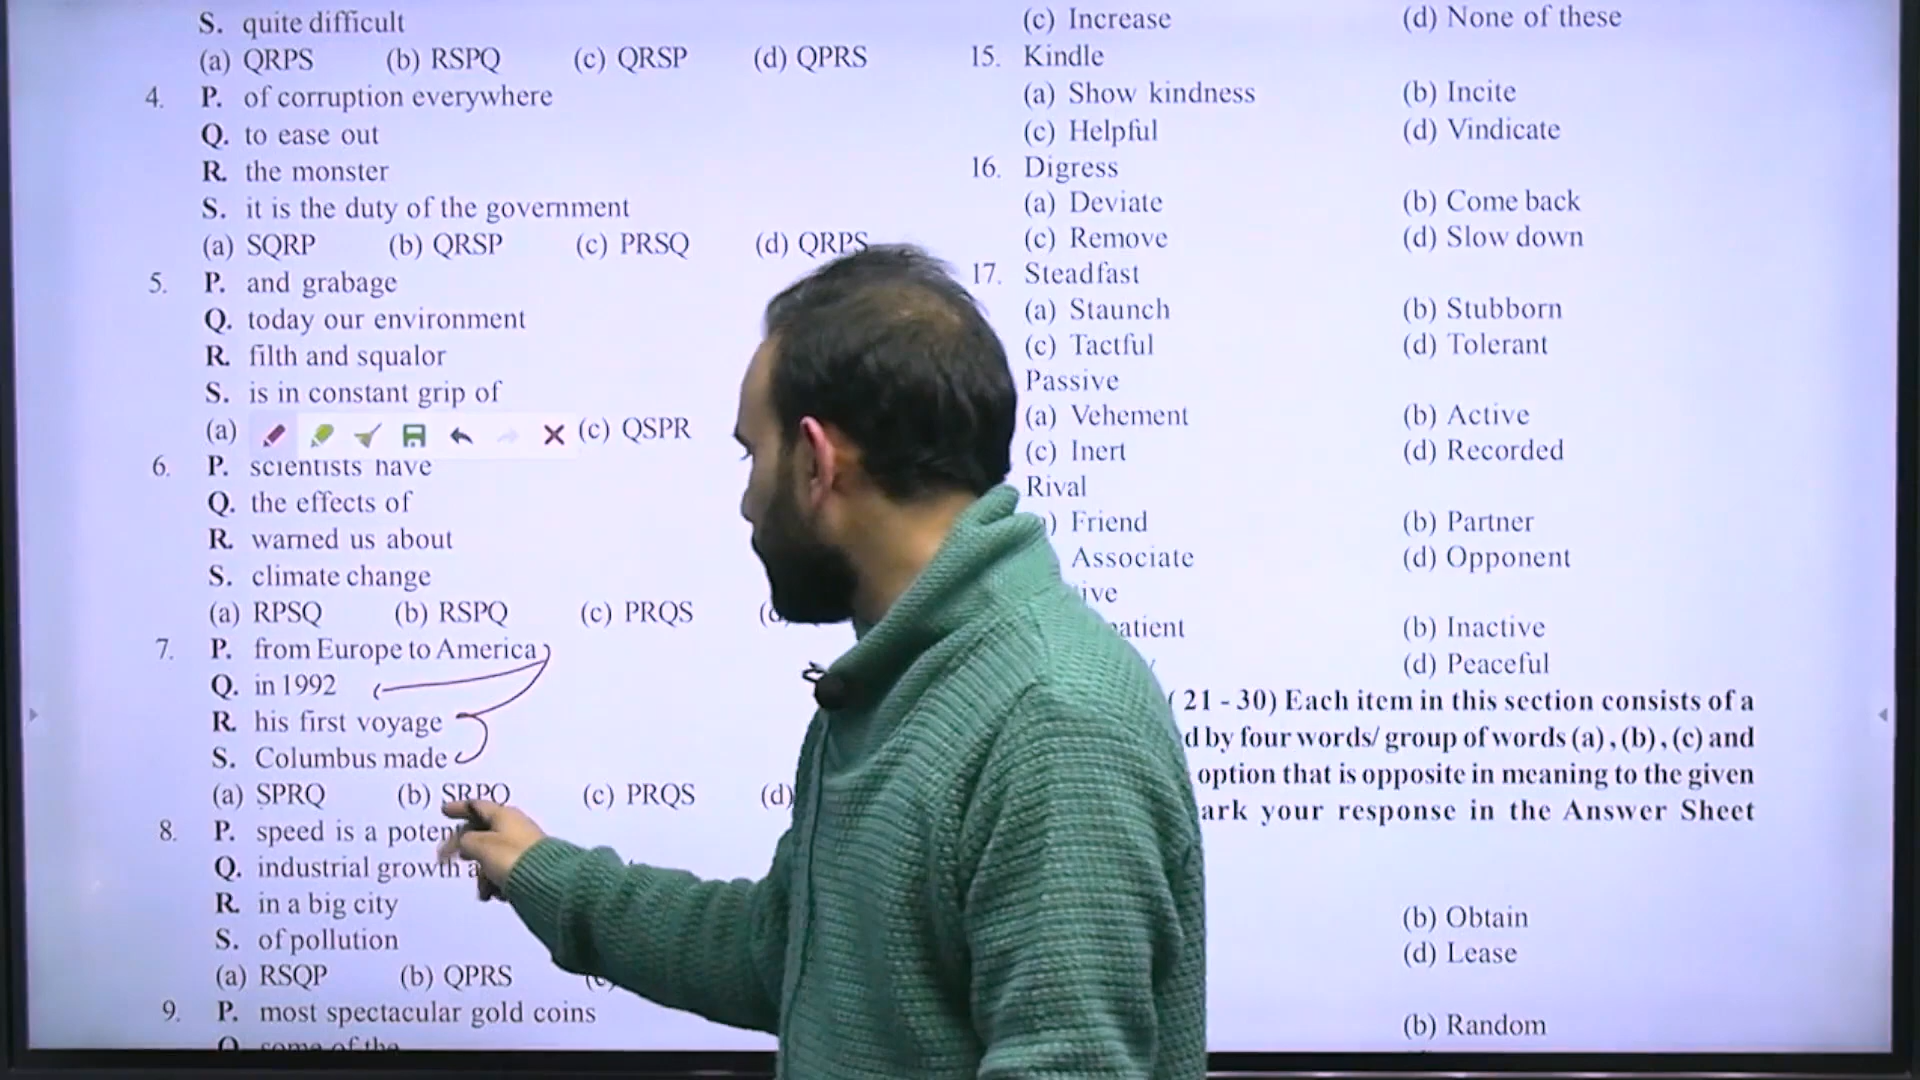 S. quite difficult
(a) QRPS (b) RSPQ (c) QRSP (d) QPRS
4. P. of corruption everywhere
Q. to ease out
R. the monster
S. it is the duty of the government
(a) SQRP (b) QRSP (c) PRSQ (d) QRPS
5. P. and grabage
Q. today our environment
R. filth and squalor
S. is in constant grip of
(a) (c) QSPR
6. P. scientists have
Q. the effects of
R. warned us about
S. climate change
(a) RPSQ (b) RSPQ (c) PRQS
7. P. from Europe to America
Q. in 1992
R. his first voyage
S. Columbus made
(a) SPRQ (b) SRPQ (c) PRQS (d)
8. P. speed is a
Q. industrial growth
R. in a big city
S. of pollution
(a) RSQP (b) QPRS
9. P. most spectacular gold coins
Q. some of the
(c) Increase (d) None of these
15. Kindle
(a) Show kindness (b) Incite
(c) Helpful (d) Vindicate
16. Digress
(a) Deviate (b) Come back
(c) Remove (d) Slow down
17. Steadfast
(a) Staunch (b) Stubborn
(c) Tactful (d) Tolerant
Passive
(a) Vehement (b) Active
(c) Inert (d) Recorded
Rival
Friend (b) Partner
Associate (d) Opponent
(b) Inactive
(d) Peaceful
( 21 - 30) Each item in this section consists of a
by four words/ group of words (a) , (b) , (c) and
option that is opposite in meaning to the given
your response in the Answer Sheet
(b) Obtain
(d) Lease
(b) Random